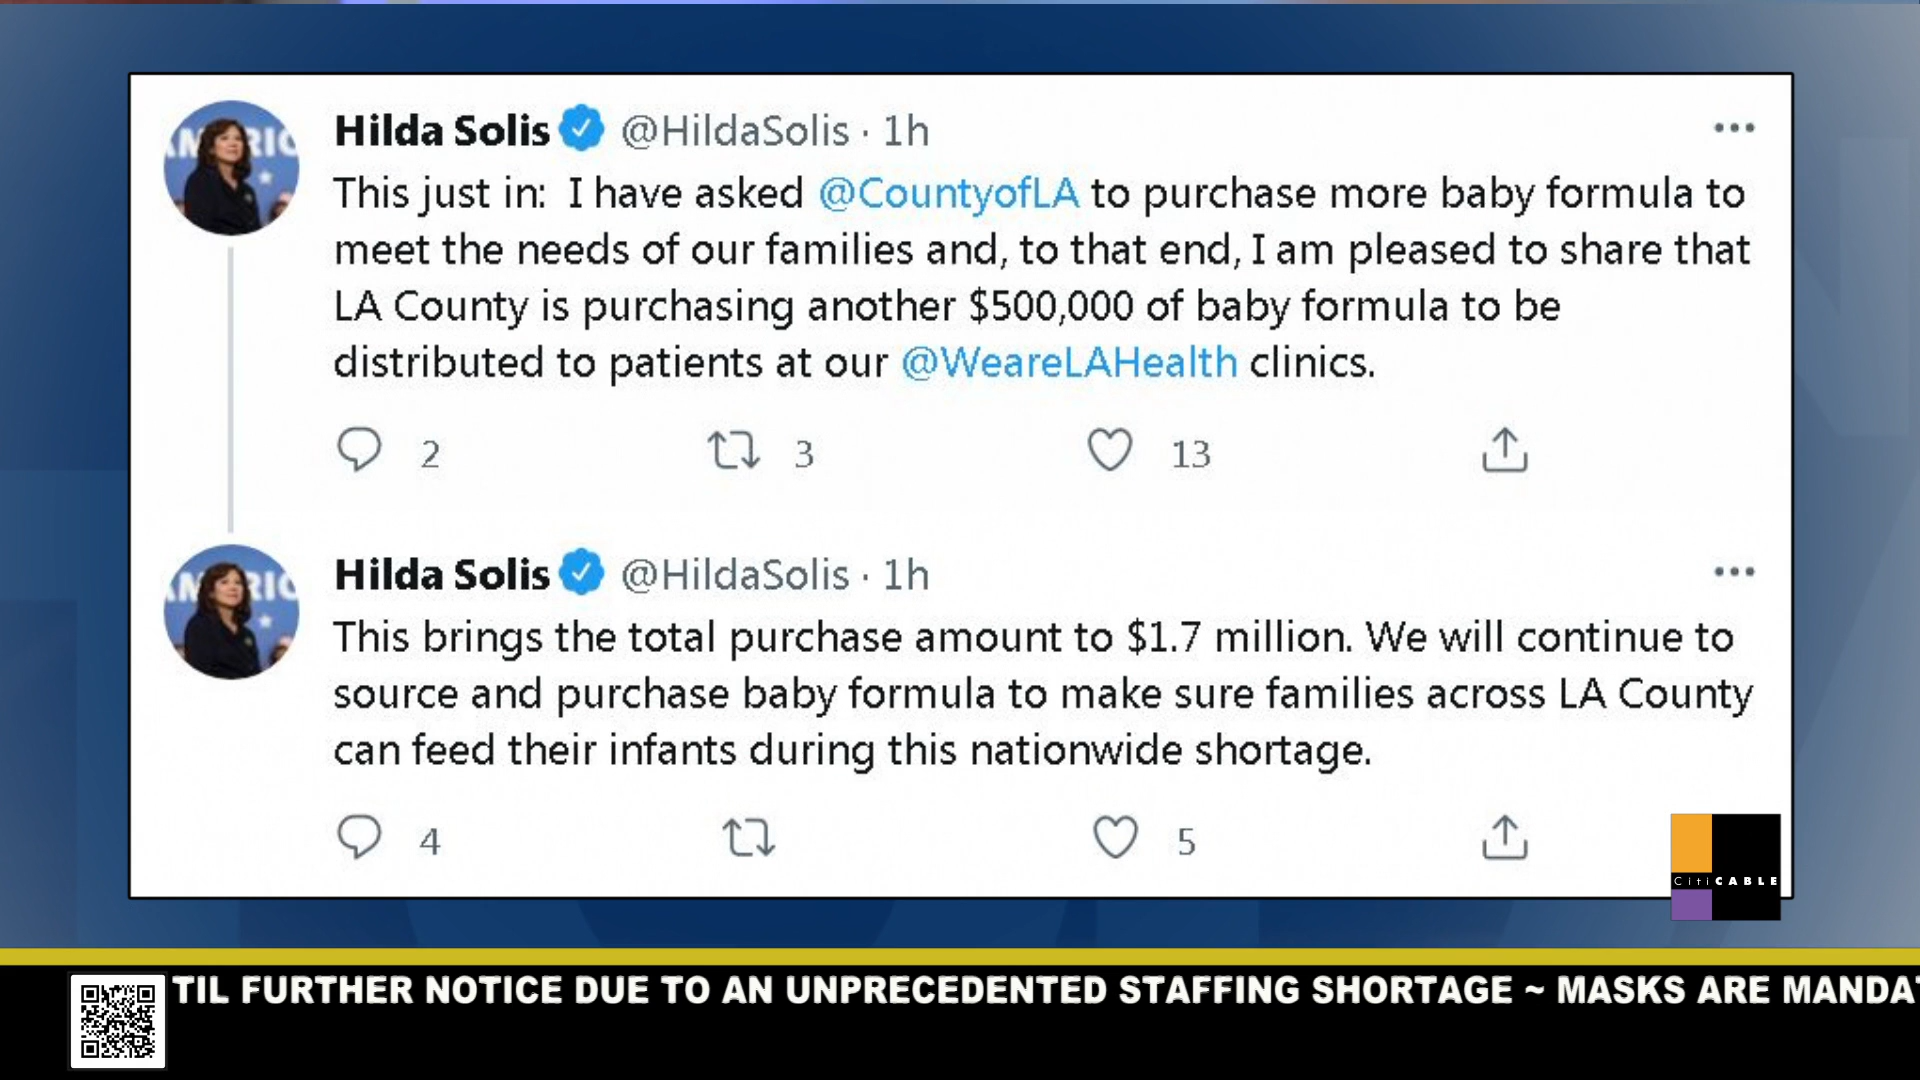 Hilda Solis @HildaSolis · 1h
This just in:  I have asked @CountyofLA to purchase more baby formula to
meet the needs of our families and, to that end, I am pleased to share that
LA County is purchasing another $500,000 of baby formula to be
distributed to patients at our @WeareLAHealth clinics.
2 3 13
Hilda Solis @HildaSolis · 1h
This brings the total purchase amount to $1.7 million. We will continue to
source and purchase baby formula to make sure families across LA County
can feed their infants during this nationwide shortage.
4 5
CitiCABLE
TIL FURTHER NOTICE DUE TO AN UNPRECEDENTED STAFFING SHORTAGE ~ MASKS ARE MANDA